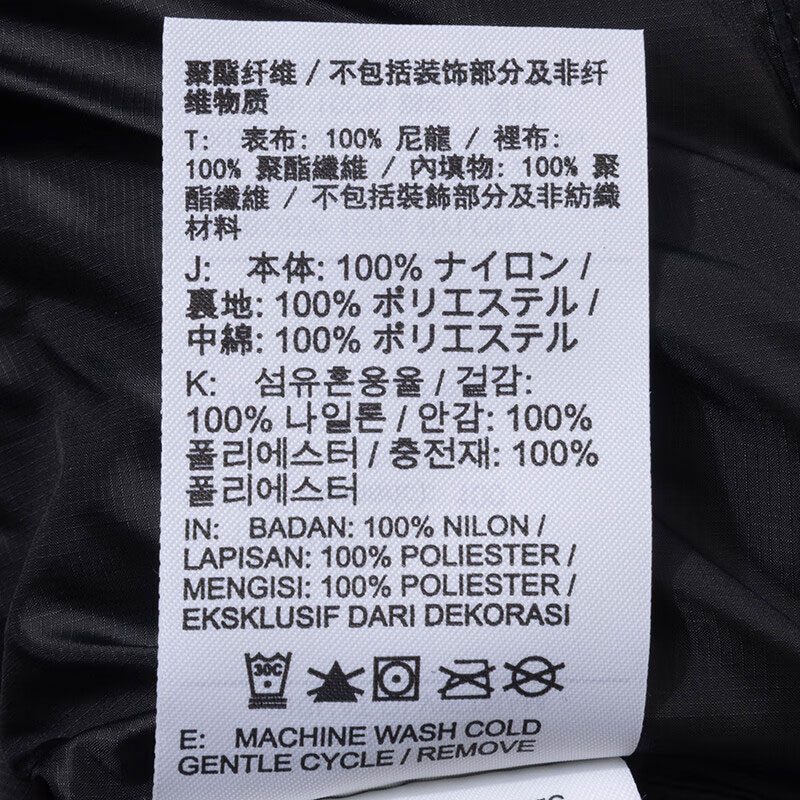 聚酯纤维 / 不包括装饰部分及非纤
维物质
T: 表布: 100% 尼龍 / 裡布:
100% 聚酯纖維 / 內填物: 100% 聚
酯纖維 / 不包括裝飾部分及非紡織
材料
J: 本体: 100% ナイロン /
裏地: 100% ポリエステル /
中綿: 100% ポリエステル
K: 섬유혼용율 / 겉감:
100% 나일론 / 안감: 100%
폴리에스터 / 충전재: 100%
폴리에스터
IN: BADAN: 100% NILON /
LAPISAN: 100% POLIESTER /
MENGISI: 100% POLIESTER /
EKSKLUSIF DARI DEKORASI
30C
E: MACHINE WASH COLD
GENTLE CYCLE / REMOVE